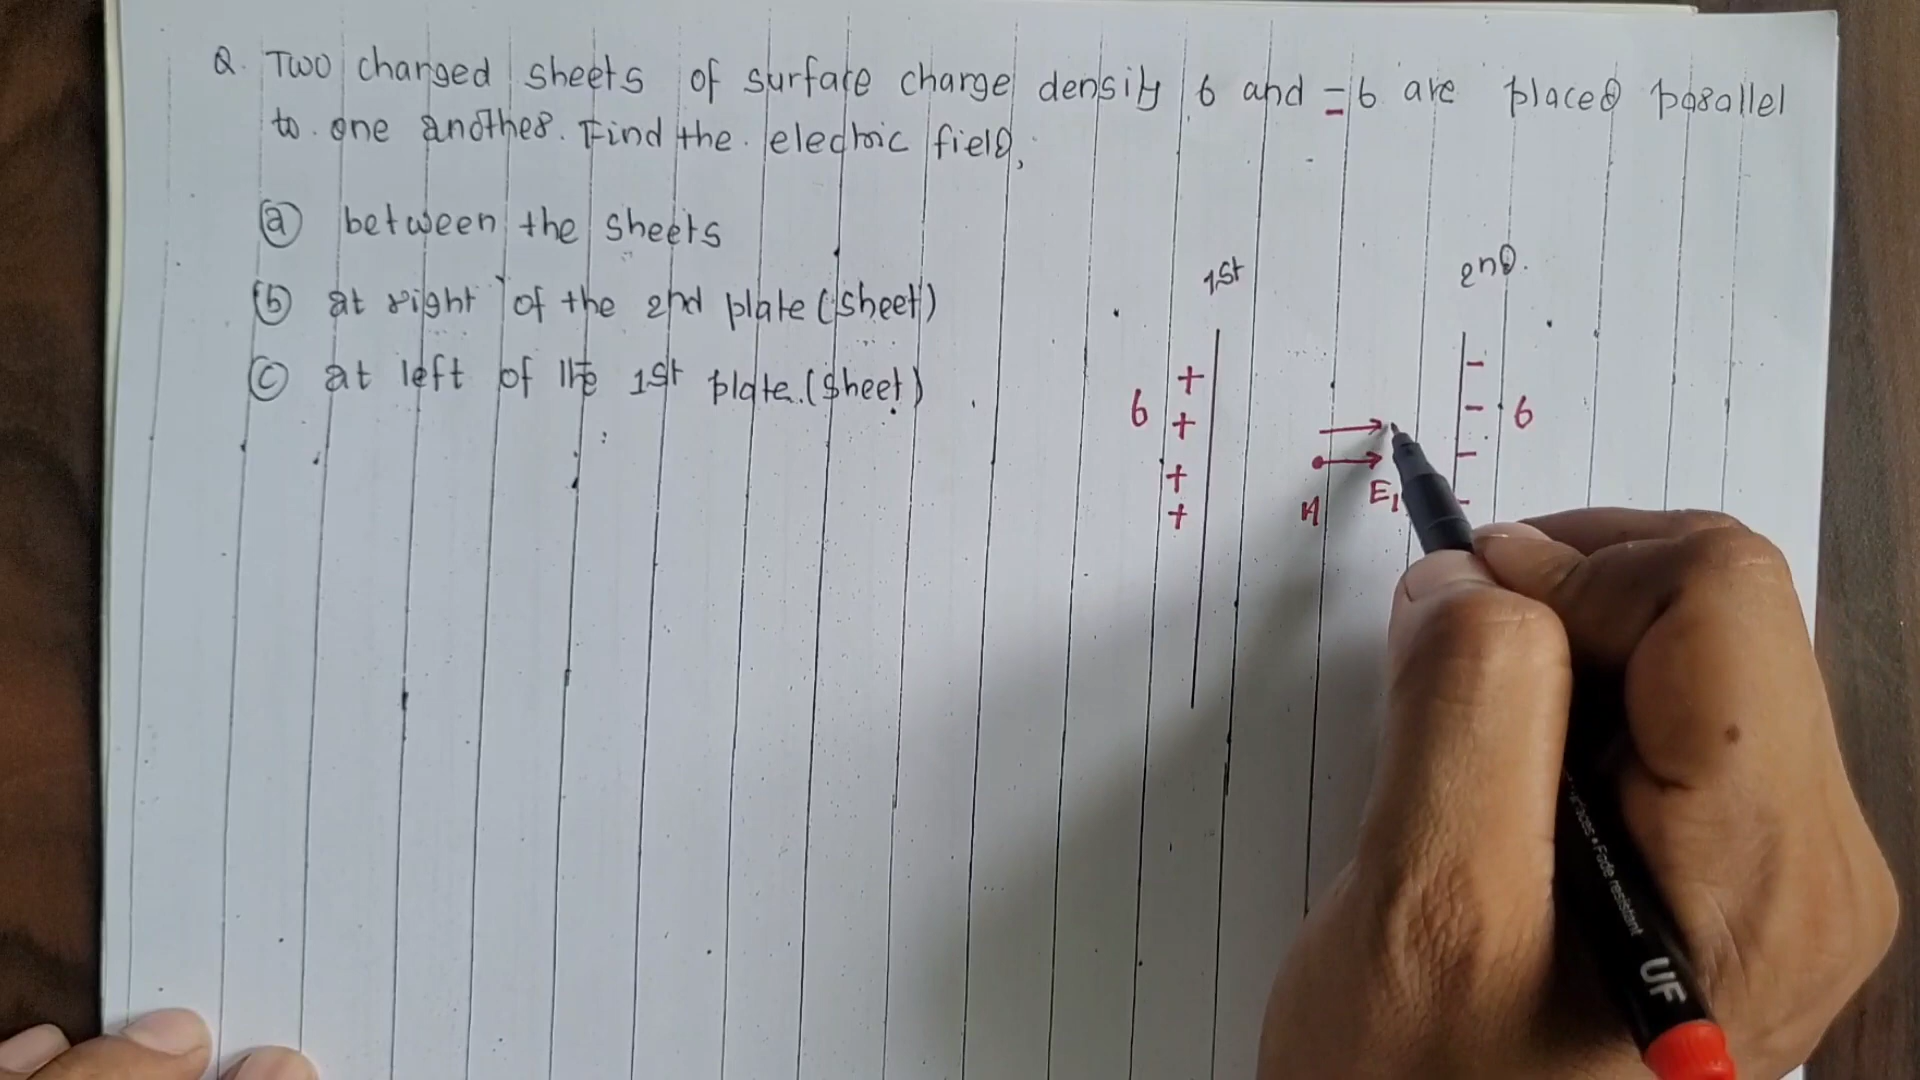 Q. Two charged sheets of surface charge density 6 and -6 are placed parallel
to one another. Find the electric field,
(a) between the sheets
(b) at right of the 2nd plate (sheet)
(c) at left of the 1st plate (sheet)
1st
2nd.
+
+
+
+
6
-
-
-
-
6
A
E1
Fade resistant
UF